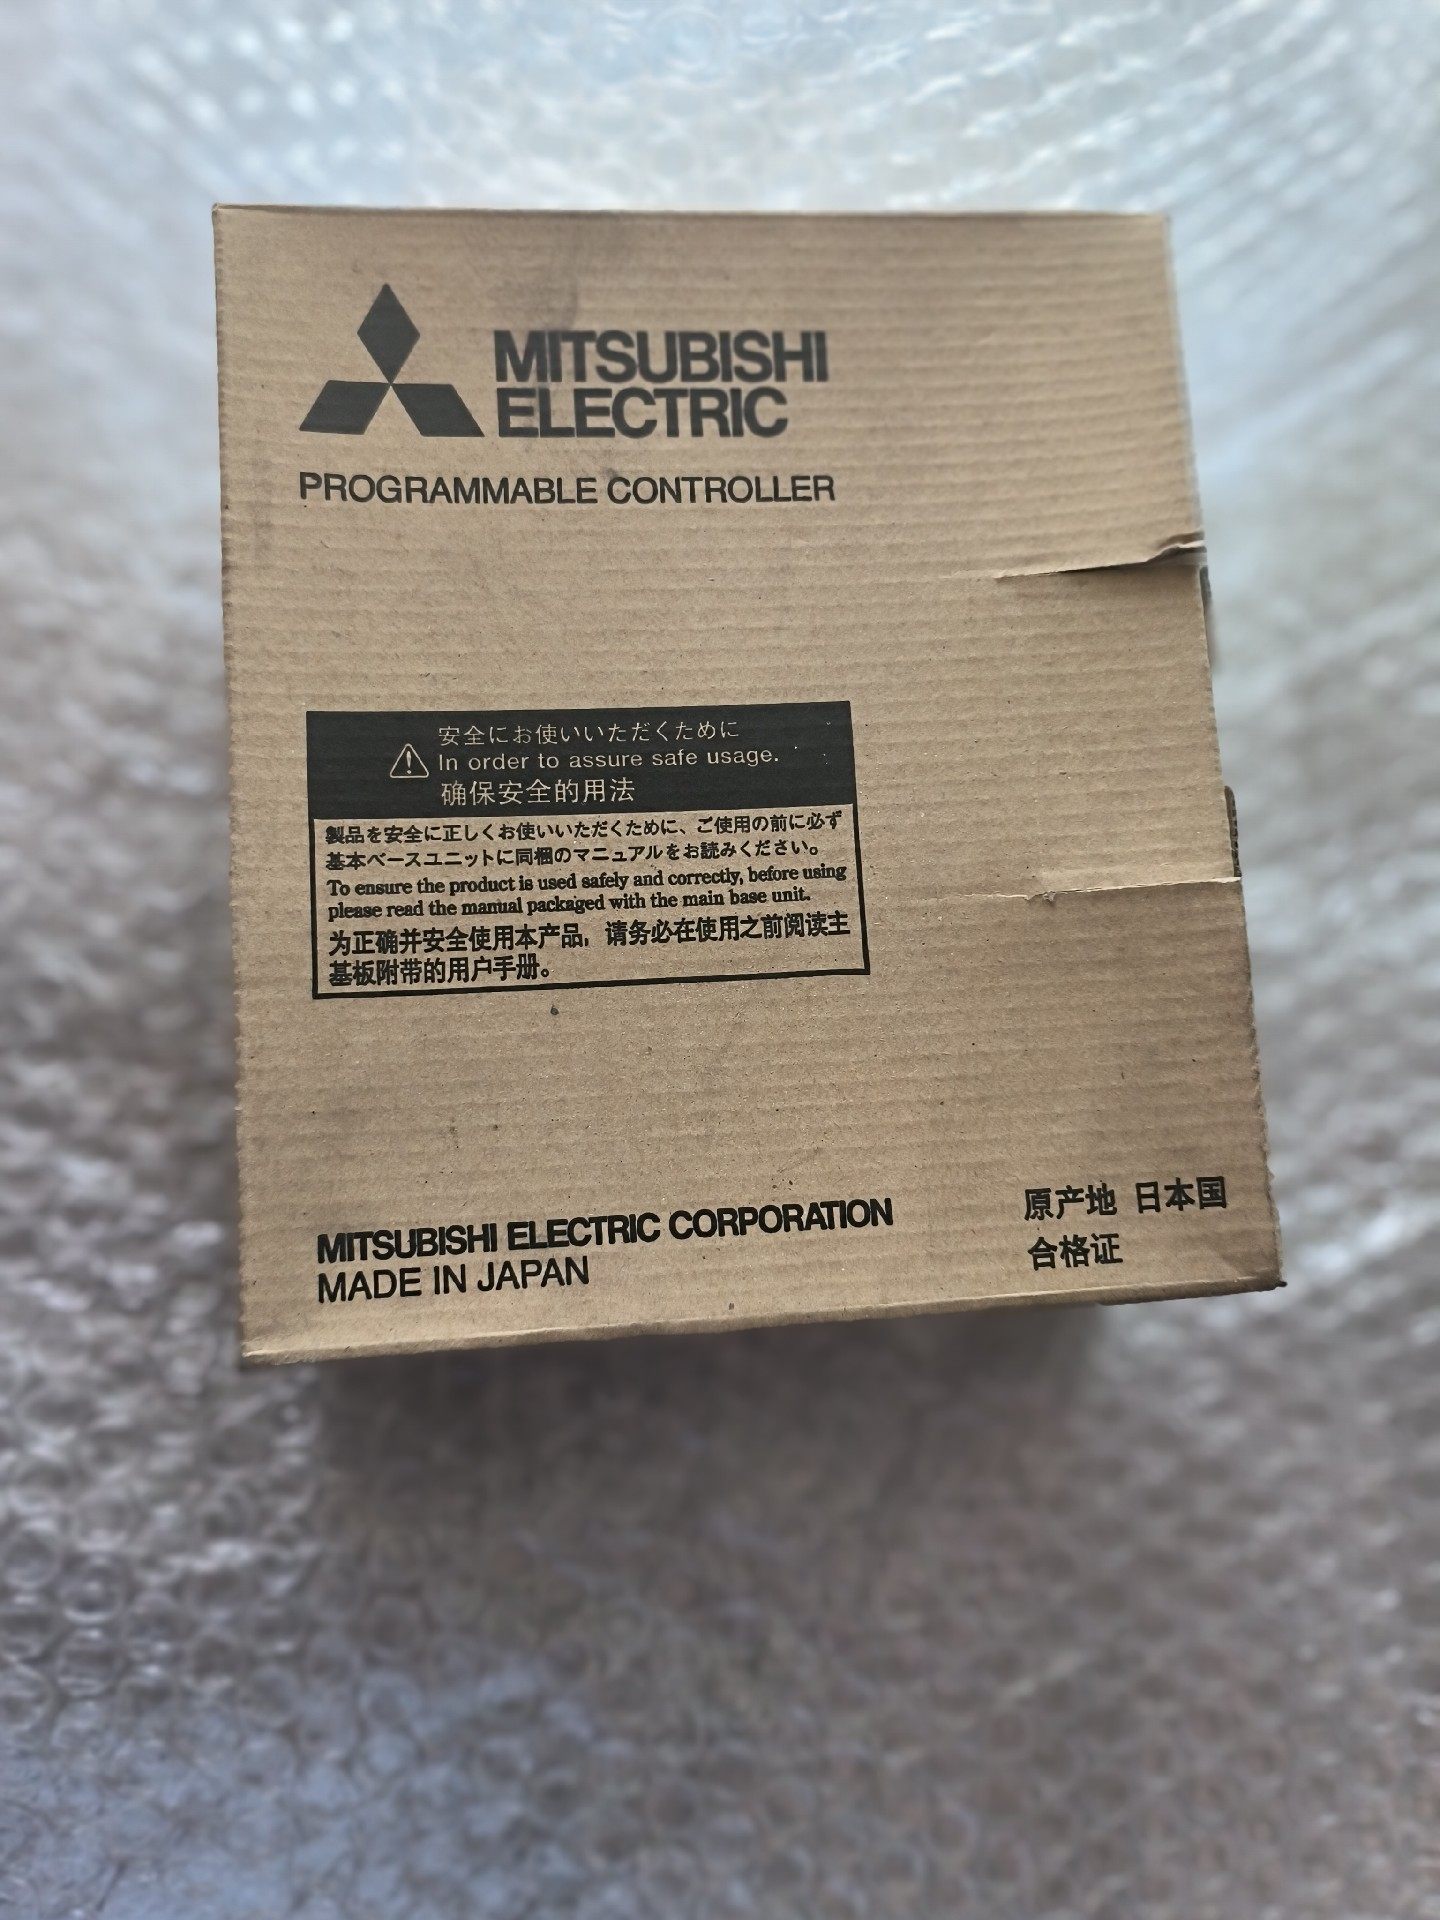 MITSUBISHI
ELECTRIC
PROGRAMMABLE CONTROLLER
安全にお使いいただくために
In order to assure safe usage.
确保安全的用法
製品を安全に正しくお使いいただくために、ご使用の前に必ず
基本ベースユニットに同梱のマニュアルをお読みください。
To ensure the product is used safely and correctly, before using
please read the manual packaged with the main base unit.
为正确并安全使用本产品，请务必在使用之前阅读主
基板附带的用户手册。
MITSUBISHI ELECTRIC CORPORATION
MADE IN JAPAN
原产地 日本国
合格证